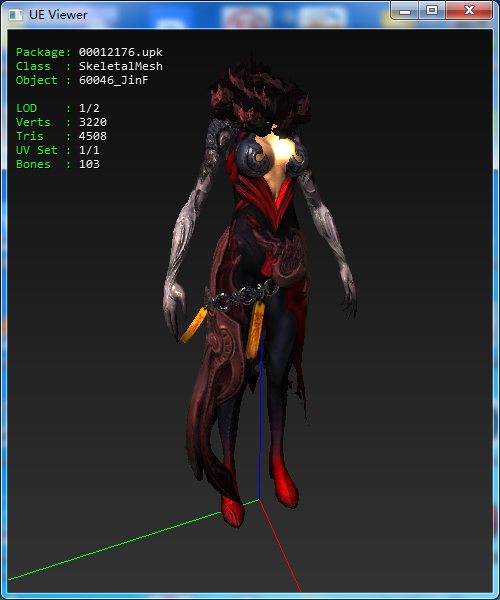 UE Viewer
Package: 00012176.upk
Class : SkeletalMesh
Object : 60046_JinF
LOD : 1/2
Verts : 3220
Tris : 4508
UV Set : 1/1
Bones : 103